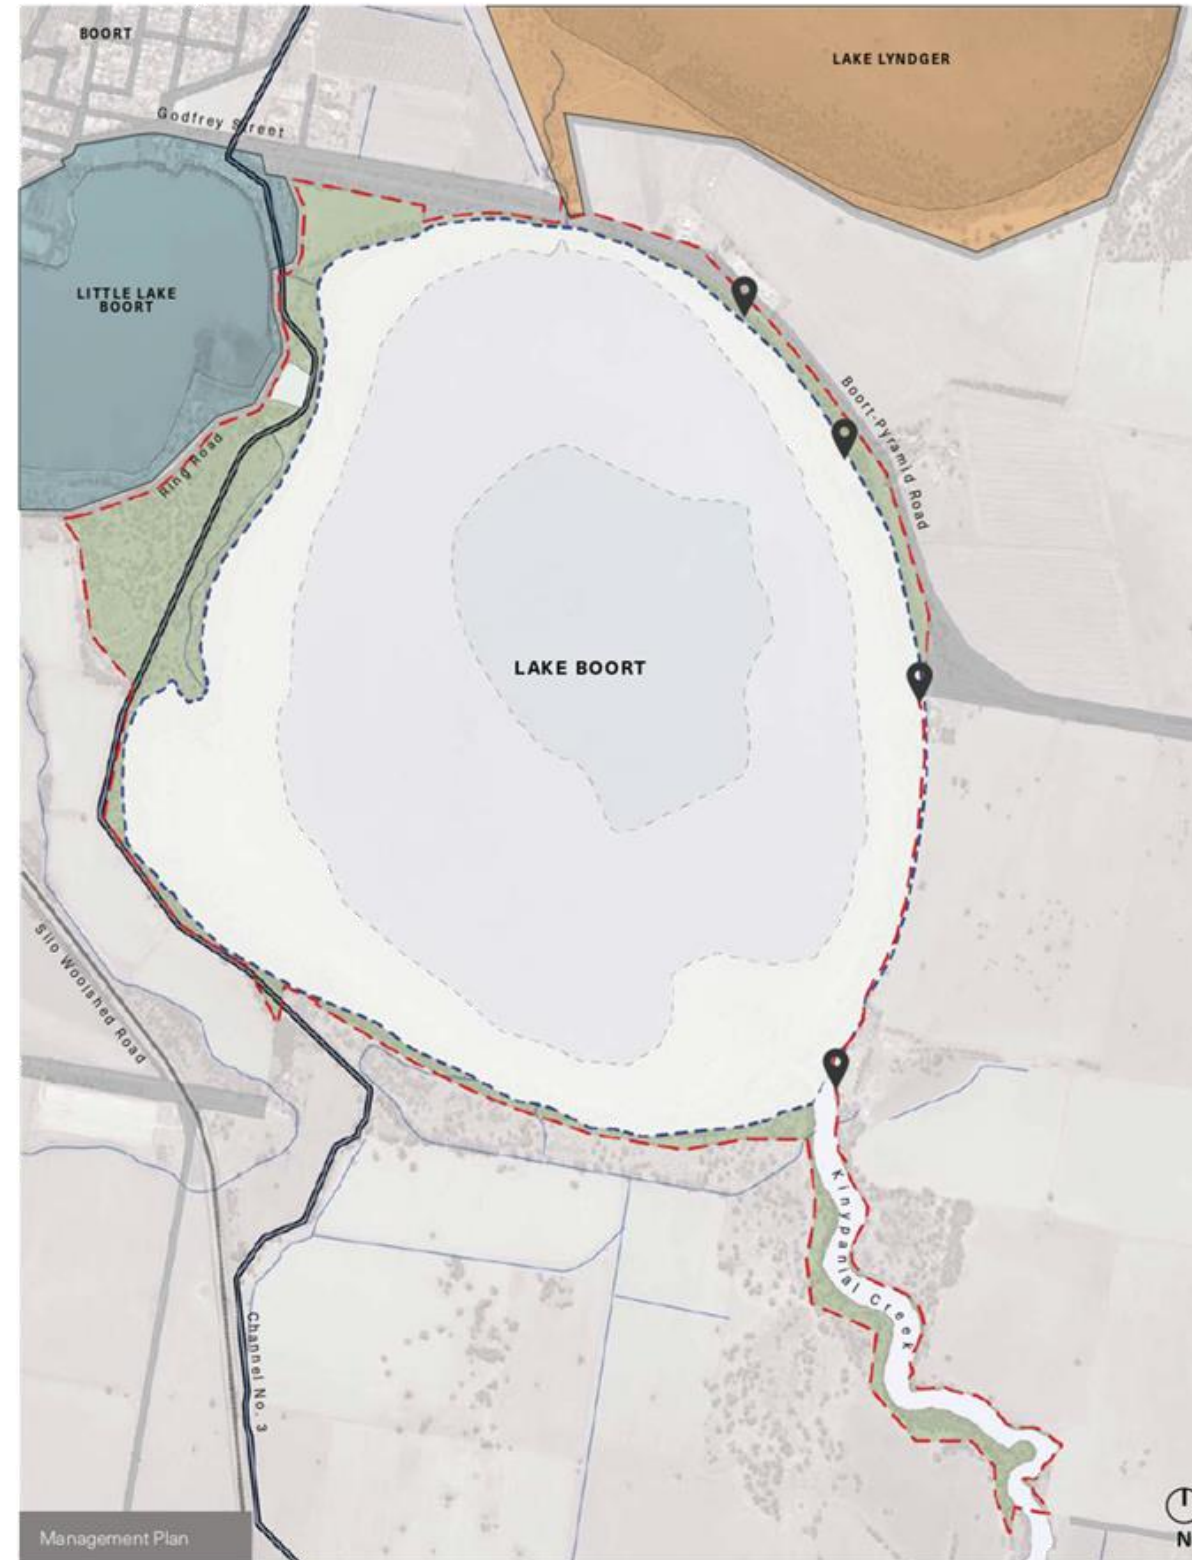 BOORT
LAKE LYNDGER
Godfrey Street
LITTLE LAKE
BOORT
Boort-Pyramid Road
Ring Road
LAKE BOORT
Silo Woolshed Road
Kinypanial Creek
Channel No. 3
Management Plan
N